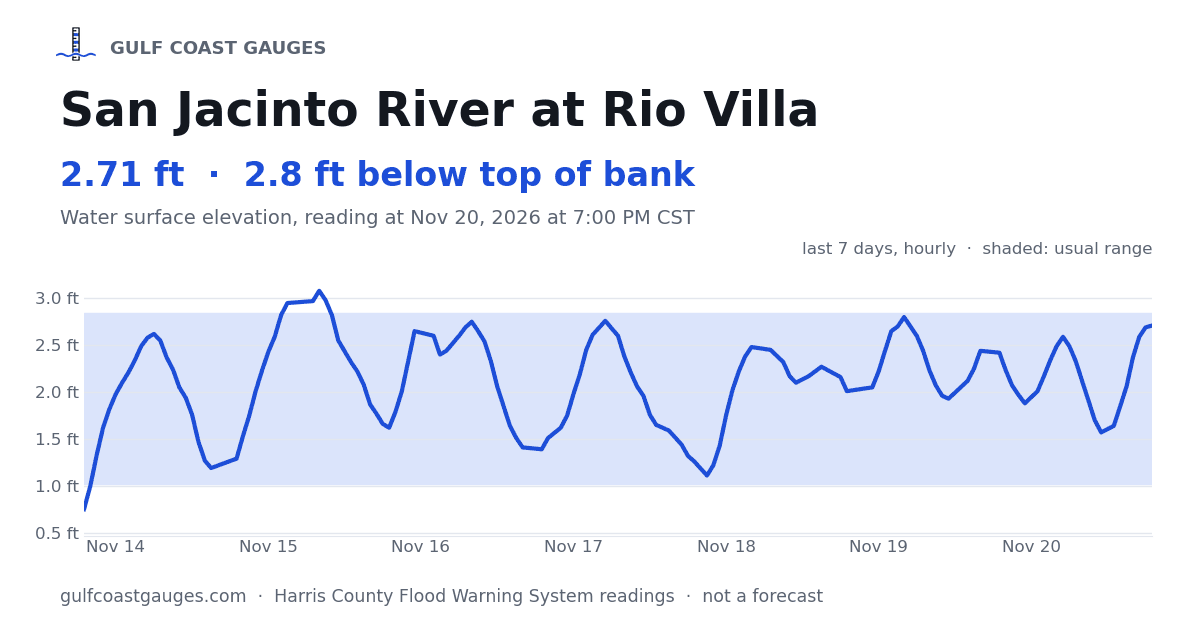 GULF COAST GAUGES
San Jacinto River at Rio Villa
2.71 ft · 2.8 ft below top of bank
Water surface elevation, reading at Nov 20, 2026 at 7:00 PM CST
last 7 days, hourly · shaded: usual range
3.0 ft
2.5 ft
2.0 ft
1.5 ft
1.0 ft
0.5 ft
Nov 14 Nov 15 Nov 16 Nov 17 Nov 18 Nov 19 Nov 20
gulfcoastgauges.com · Harris County Flood Warning System readings · not a forecast